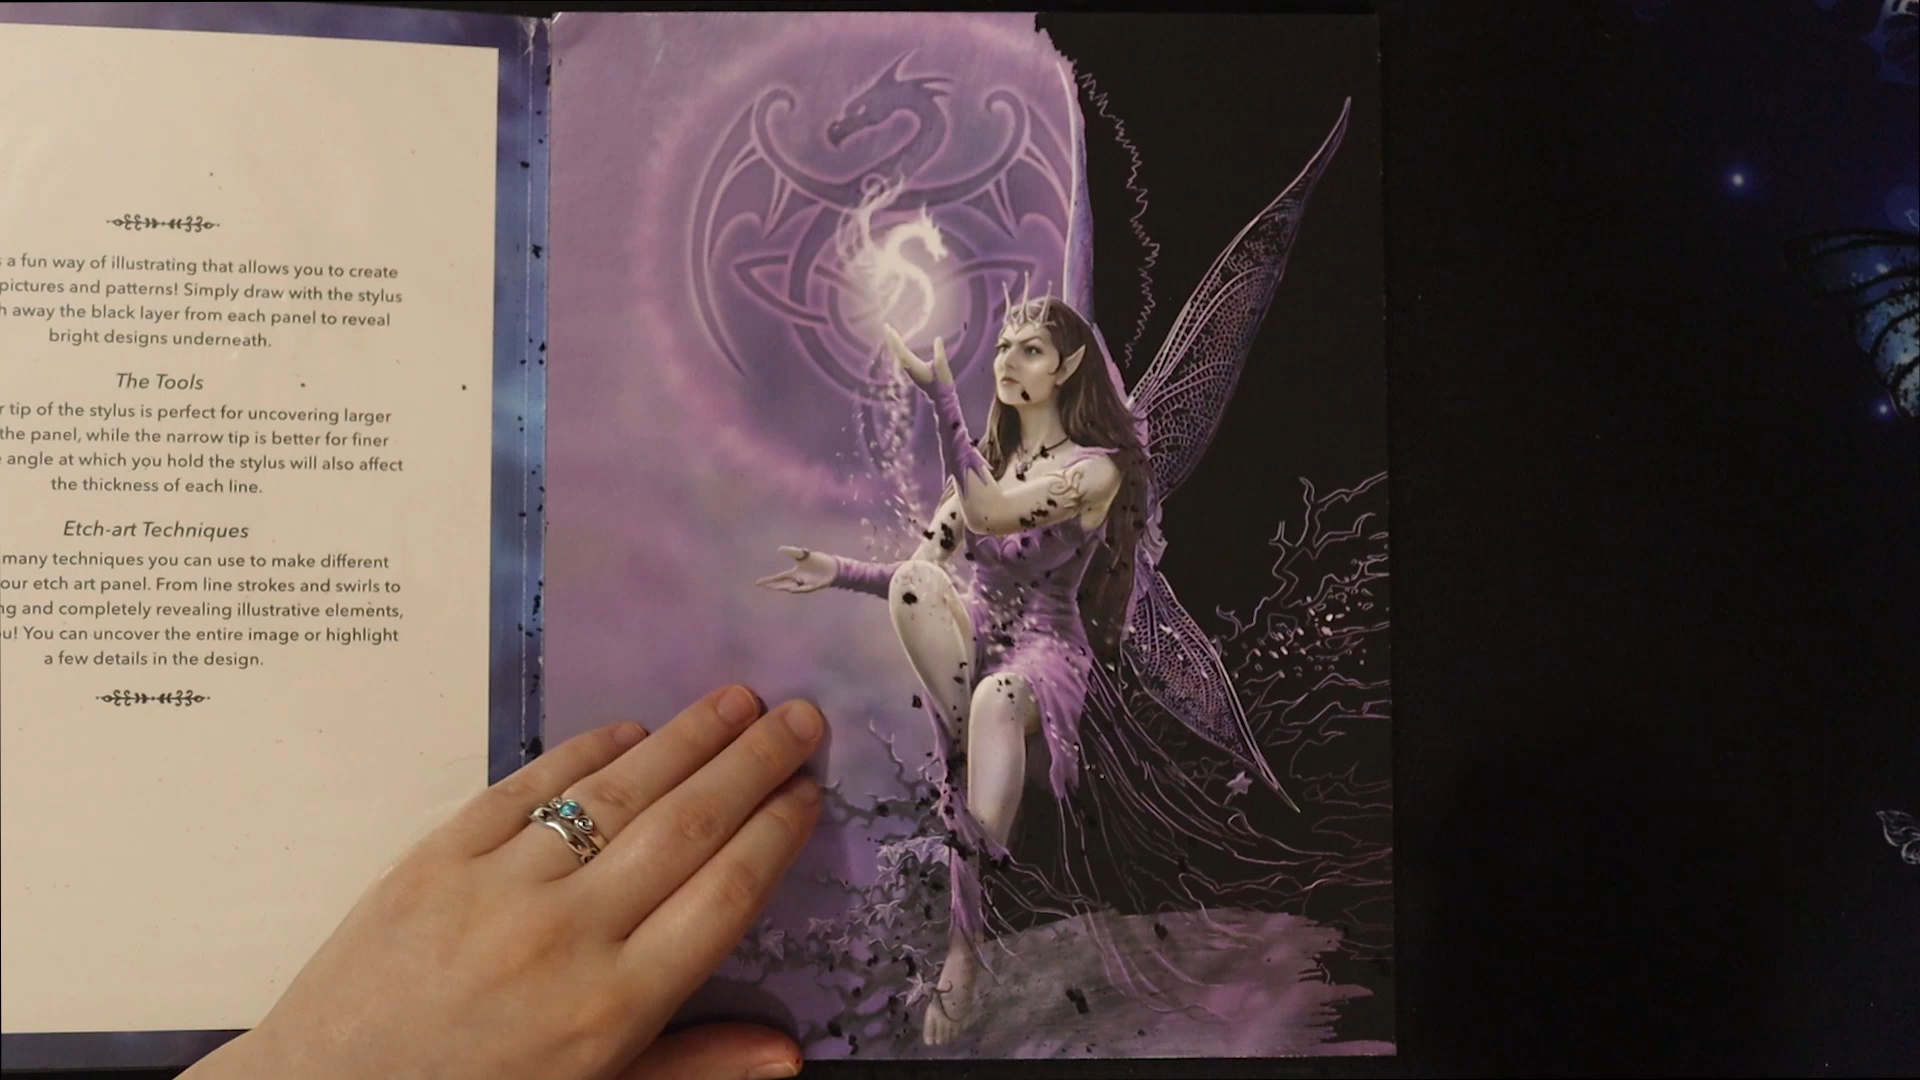 a fun way of illustrating that allows you to create
pictures and patterns! Simply draw with the stylus
away the black layer from each panel to reveal
bright designs underneath.
The Tools
tip of the stylus is perfect for uncovering larger
the panel, while the narrow tip is better for finer
angle at which you hold the stylus will also affect
the thickness of each line.
Etch-art Techniques
many techniques you can use to make different
our etch art panel. From line strokes and swirls to
and completely revealing illustrative elements,
You can uncover the entire image or highlight
a few details in the design.